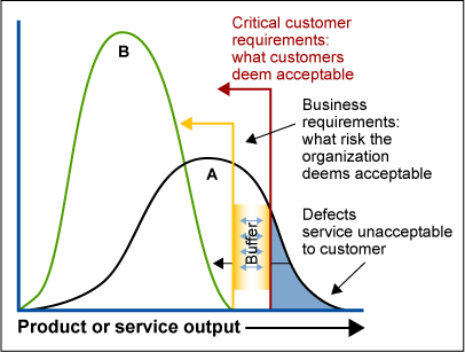 Critical customer
requirements:
what customers
deem acceptable
B
Business
requirements:
what risk the
organization
deems acceptable
A
Defects
service unacceptable
to customer
Buffer
Product or service output